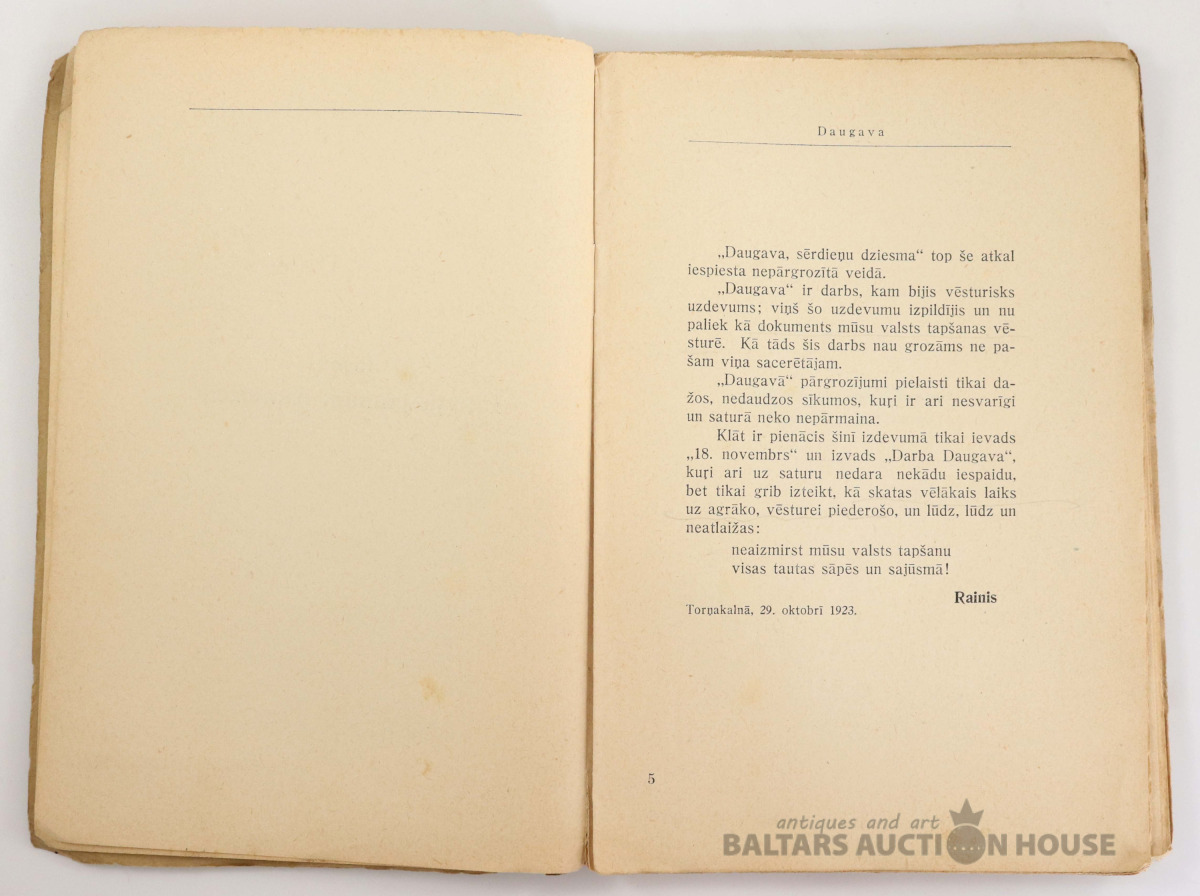 Daugava
„Daugava, sērdieņu dziesma“ top še atkal
iespiesta nepārgrozītā veidā.
„Daugava“ ir darbs, kam bijis vēsturisks
uzdevums; viņš šo uzdevumu izpildījis un nu
paliek kā dokuments mūsu valsts tapšanas vē-
sturē. Kā tāds šis darbs nau grozāms ne pa-
šam viņa sacerētājam.
„Daugavā“ pārgrozījumi pielaisti tikai da-
žos, nedaudzos sīkumos, kuŗi ir ari nesvarīgi
un saturā neko nepārmaina.
Klāt ir pienācis šinī izdevumā tikai ievads
„18. novembrs“ un izvads „Darba Daugava“,
kuŗi ari uz saturu nedara nekādu iespaidu,
bet tikai grib izteikt, kā skatas vēlākais laiks
uz agrāko, vēsturei piederošo, un lūdz, lūdz un
neatlaižas:
neaizmirst mūsu valsts tapšanu
visas tautas sāpēs un sajūsmā!
Rainis
Torņakalnā, 29. oktobrī 1923.
5
antiques and art
BALTARS AUCTION HOUSE